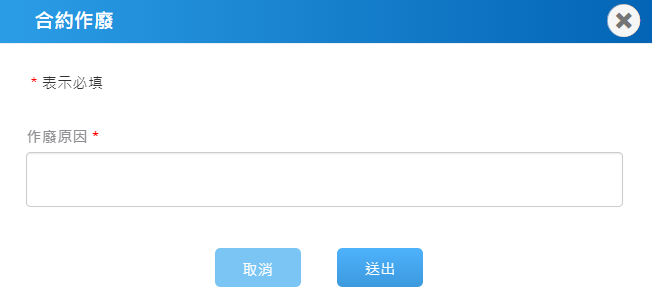 合約作廢
* 表示必填
作廢原因 *
取消
送出